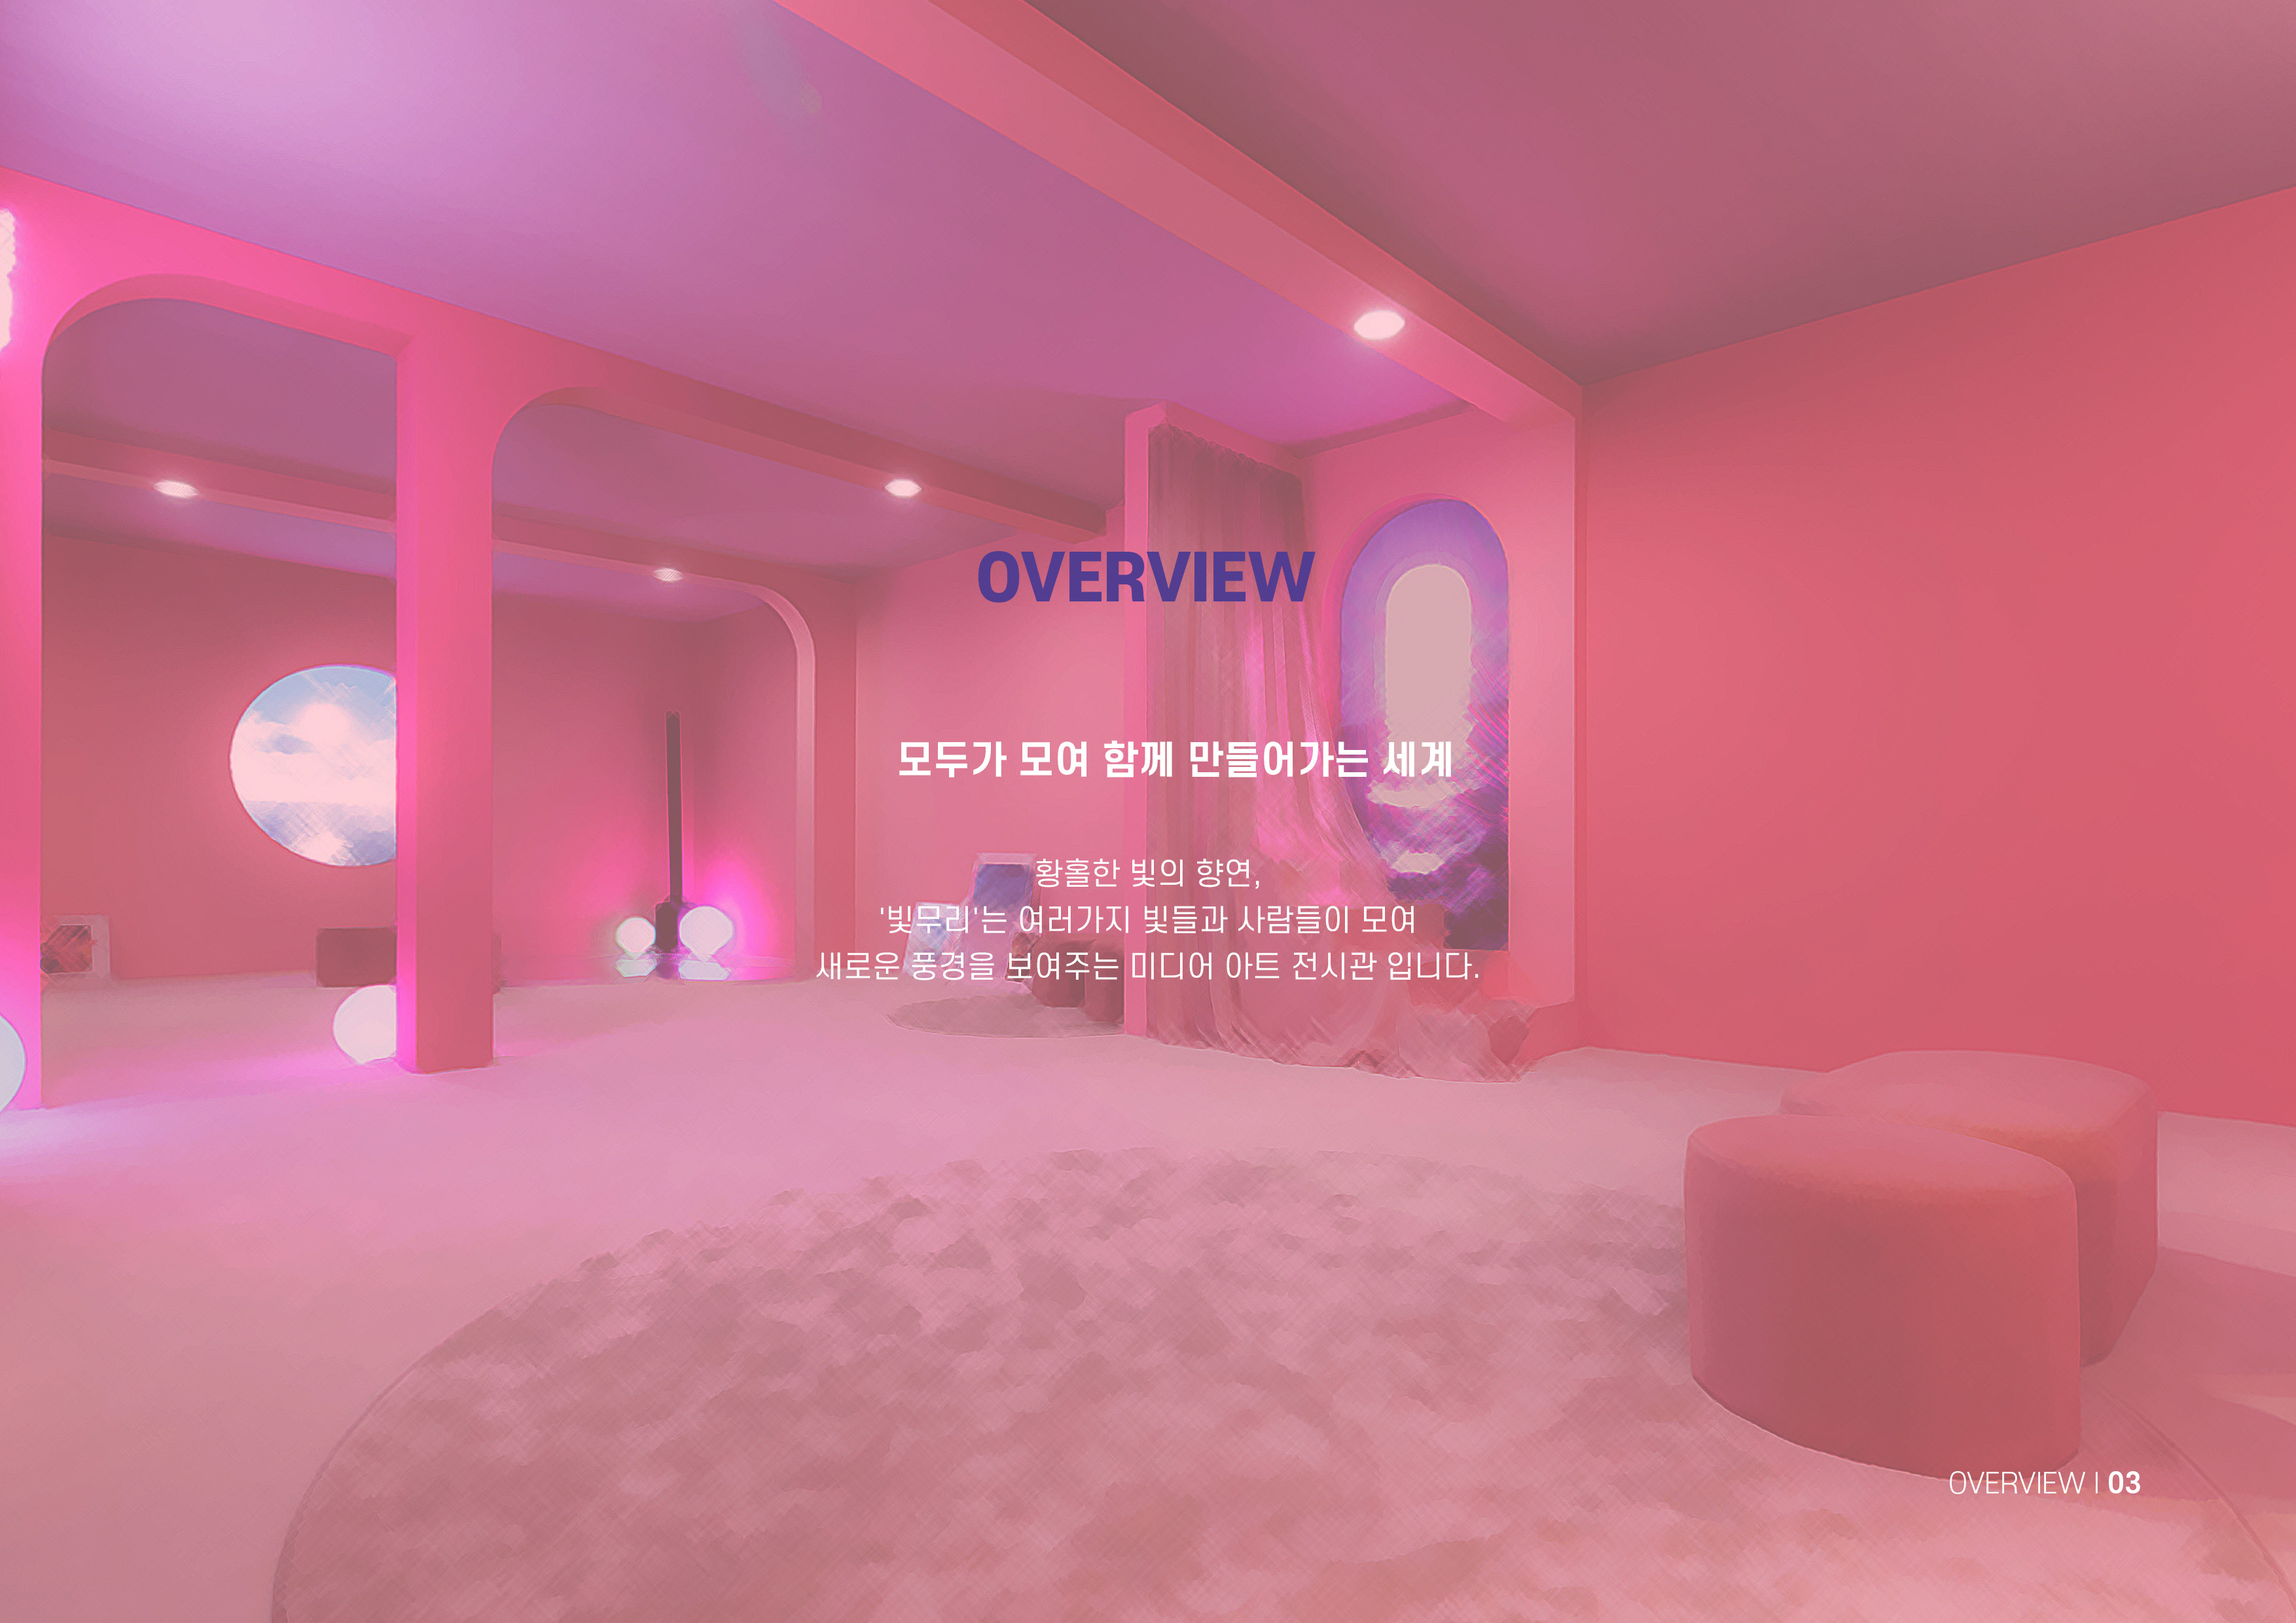 OVERVIEW
모두가 모여 함께 만들어가는 세계
황홀한 빛의 향연,
'빛무리'는 여러가지 빛들과 사람들이 모여
새로운 풍경을 보여주는 미디어 아트 전시관 입니다.
OVERVIEW | 03